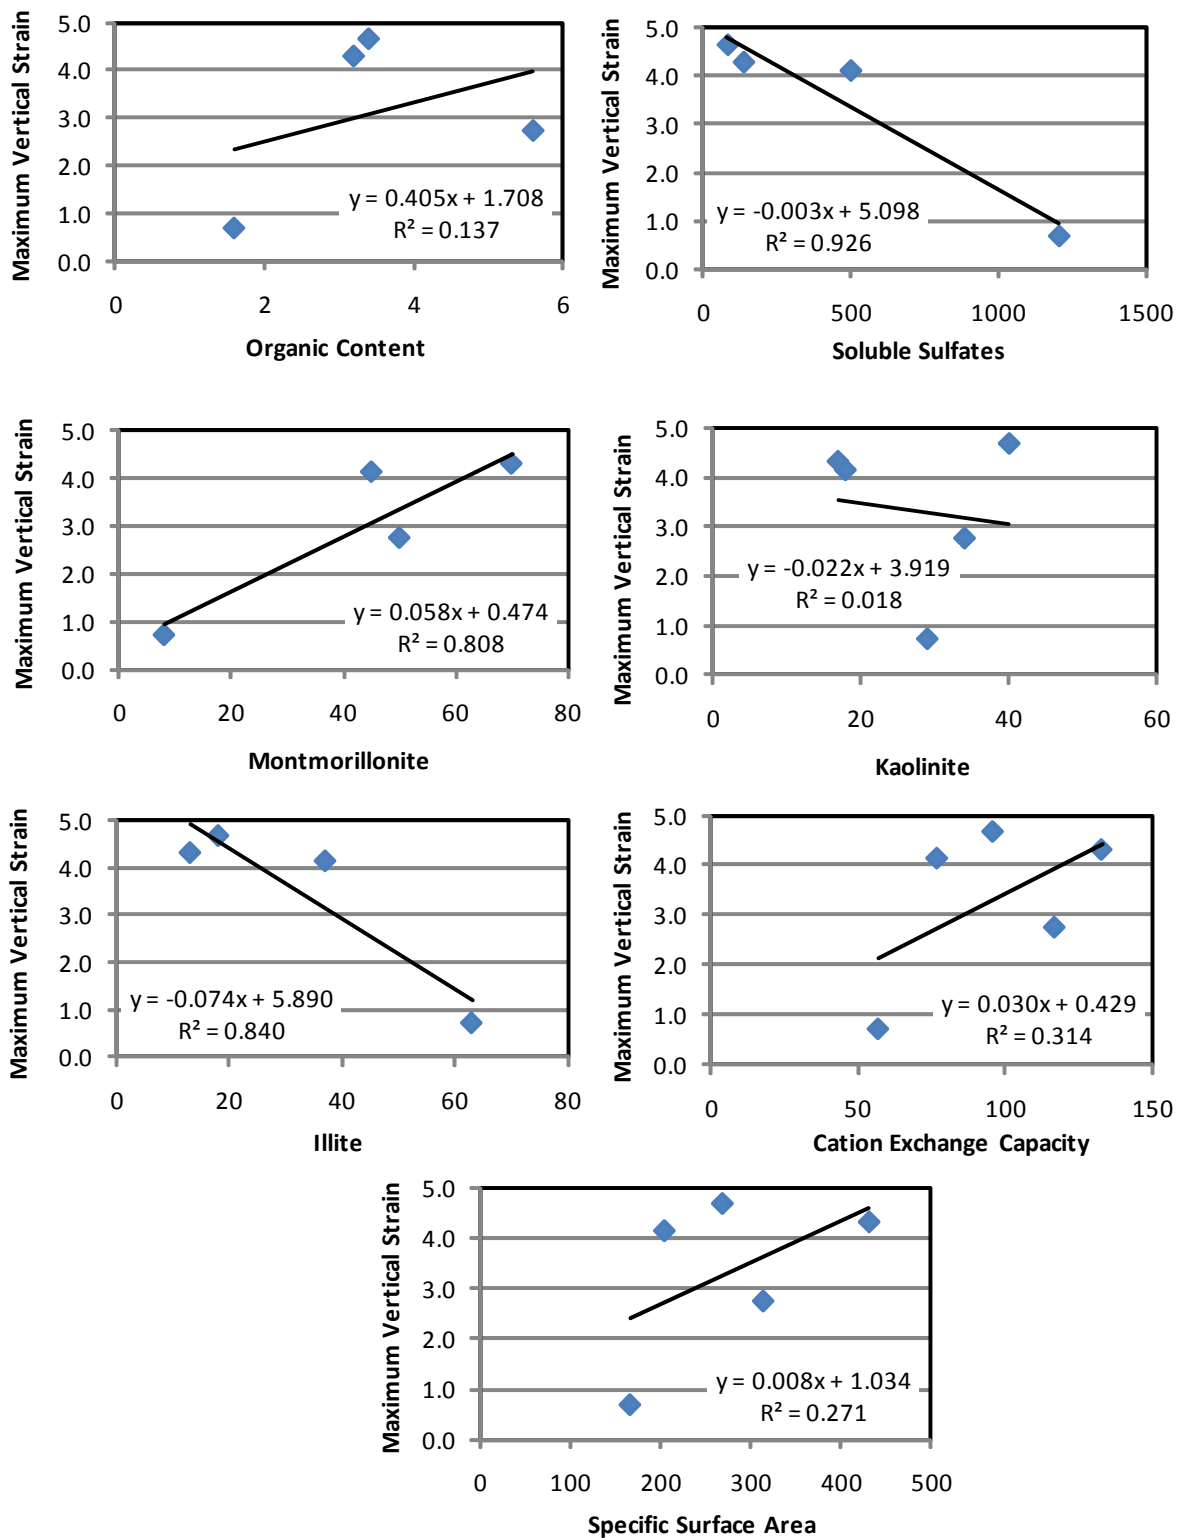 Maximum Vertical Strain
5.0
4.0
3.0
2.0
1.0
0.0
y = 0.405x + 1.708
R² = 0.137
0 2 4 6
Organic Content
Maximum Vertical Strain
5.0
4.0
3.0
2.0
1.0
0.0
y = -0.003x + 5.098
R² = 0.926
0 500 1000 1500
Soluble Sulfates
Maximum Vertical Strain
5.0
4.0
3.0
2.0
1.0
0.0
y = 0.058x + 0.474
R² = 0.808
0 20 40 60 80
Montmorillonite
Maximum Vertical Strain
5.0
4.0
3.0
2.0
1.0
0.0
y = -0.022x + 3.919
R² = 0.018
0 20 40 60
Kaolinite
Maximum Vertical Strain
5.0
4.0
3.0
2.0
1.0
0.0
y = -0.074x + 5.890
R² = 0.840
0 20 40 60 80
Illite
Maximum Vertical Strain
5.0
4.0
3.0
2.0
1.0
0.0
y = 0.030x + 0.429
R² = 0.314
0 50 100 150
Cation Exchange Capacity
Maximum Vertical Strain
5.0
4.0
3.0
2.0
1.0
0.0
y = 0.008x + 1.034
R² = 0.271
0 100 200 300 400 500
Specific Surface Area